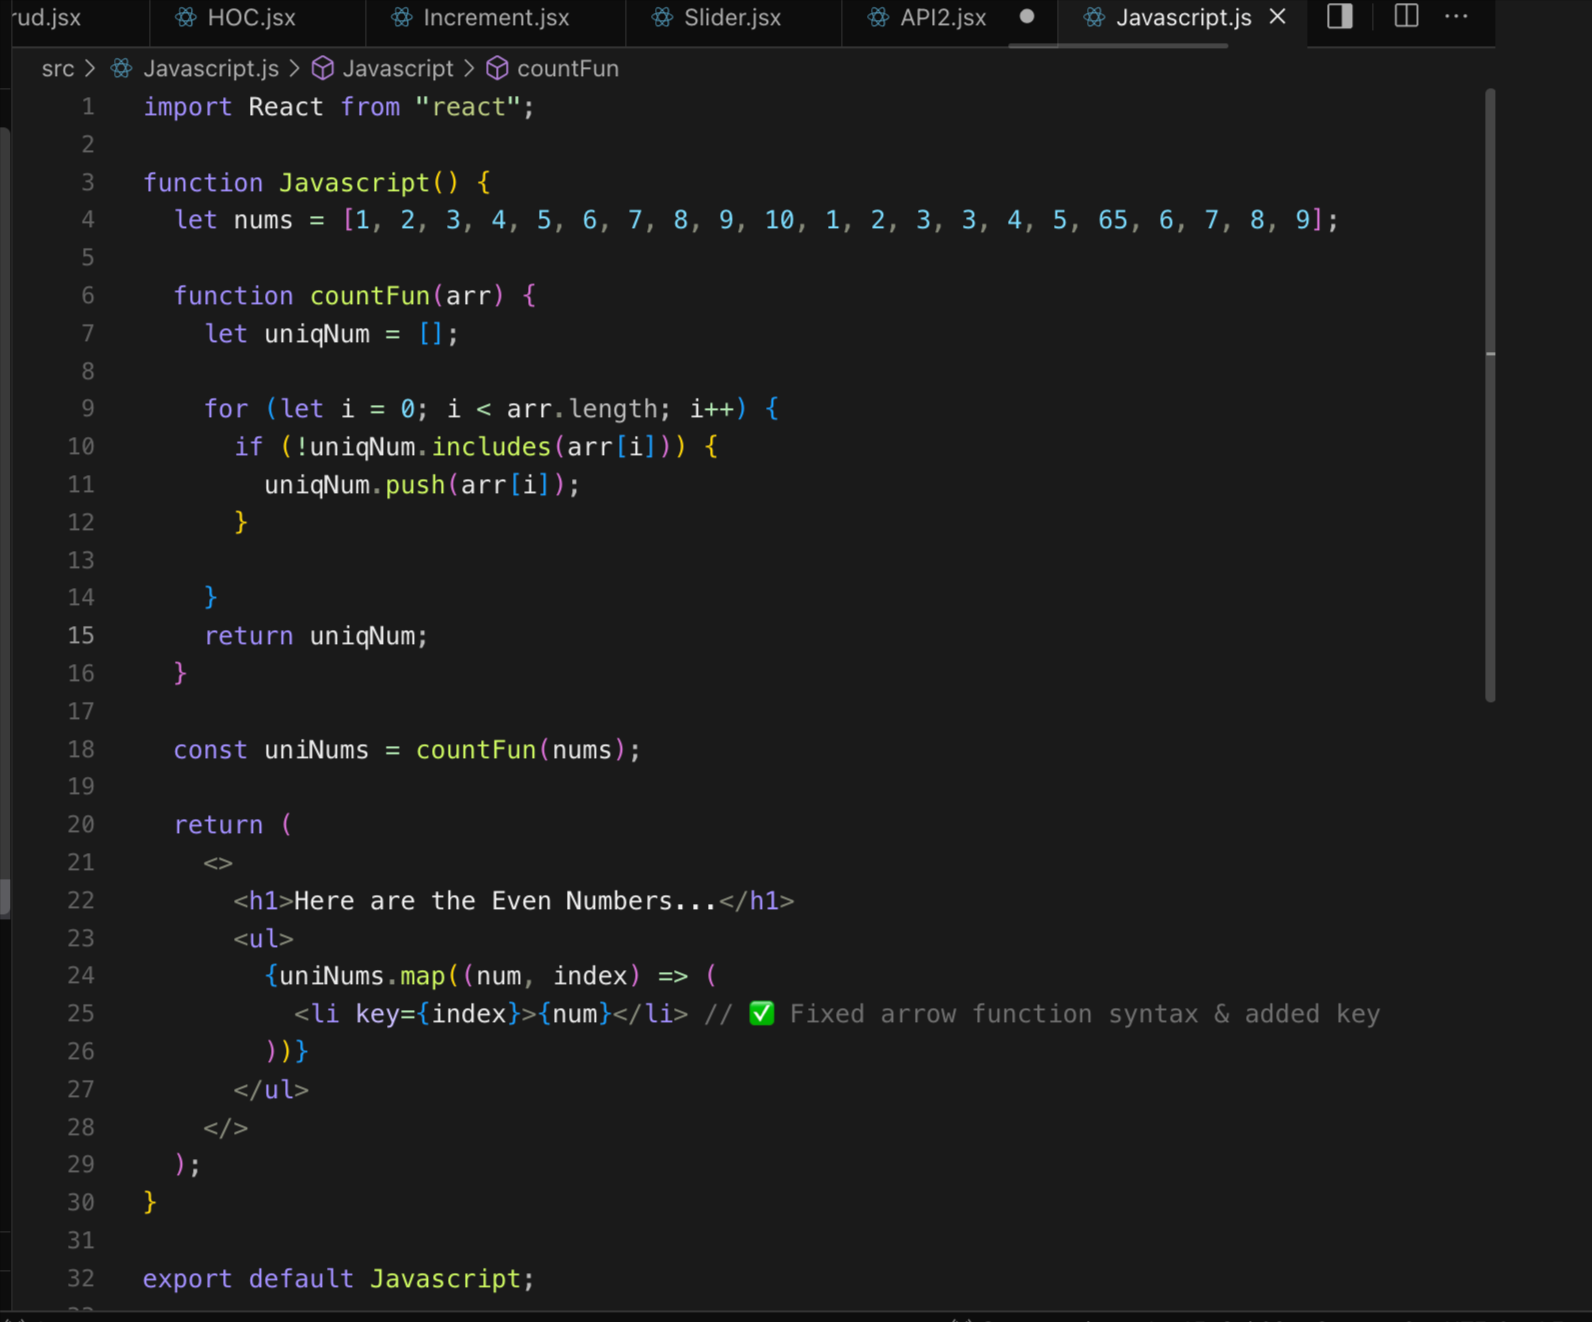 rud.jsx HOC.jsx Increment.jsx Slider.jsx API2.jsx Javascript.js
src > Javascript.js > Javascript > countFun
1 import React from "react";
2
3 function Javascript() {
4 let nums = [1, 2, 3, 4, 5, 6, 7, 8, 9, 10, 1, 2, 3, 3, 4, 5, 65, 6, 7, 8, 9];
5
6 function countFun(arr) {
7 let uniqNum = [];
8
9 for (let i = 0; i < arr.length; i++) {
10 if (!uniqNum.includes(arr[i])) {
11 uniqNum.push(arr[i]);
12 }
13
14 }
15 return uniqNum;
16 }
17
18 const uniNums = countFun(nums);
19
20 return (
21 <>
22 <h1>Here are the Even Numbers...</h1>
23 <ul>
24 {uniNums.map((num, index) => (
25 <li key={index}>{num}</li> // ✅ Fixed arrow function syntax & added key
26 ))}
27 </ul>
28 </>
29 );
30 }
31
32 export default Javascript;